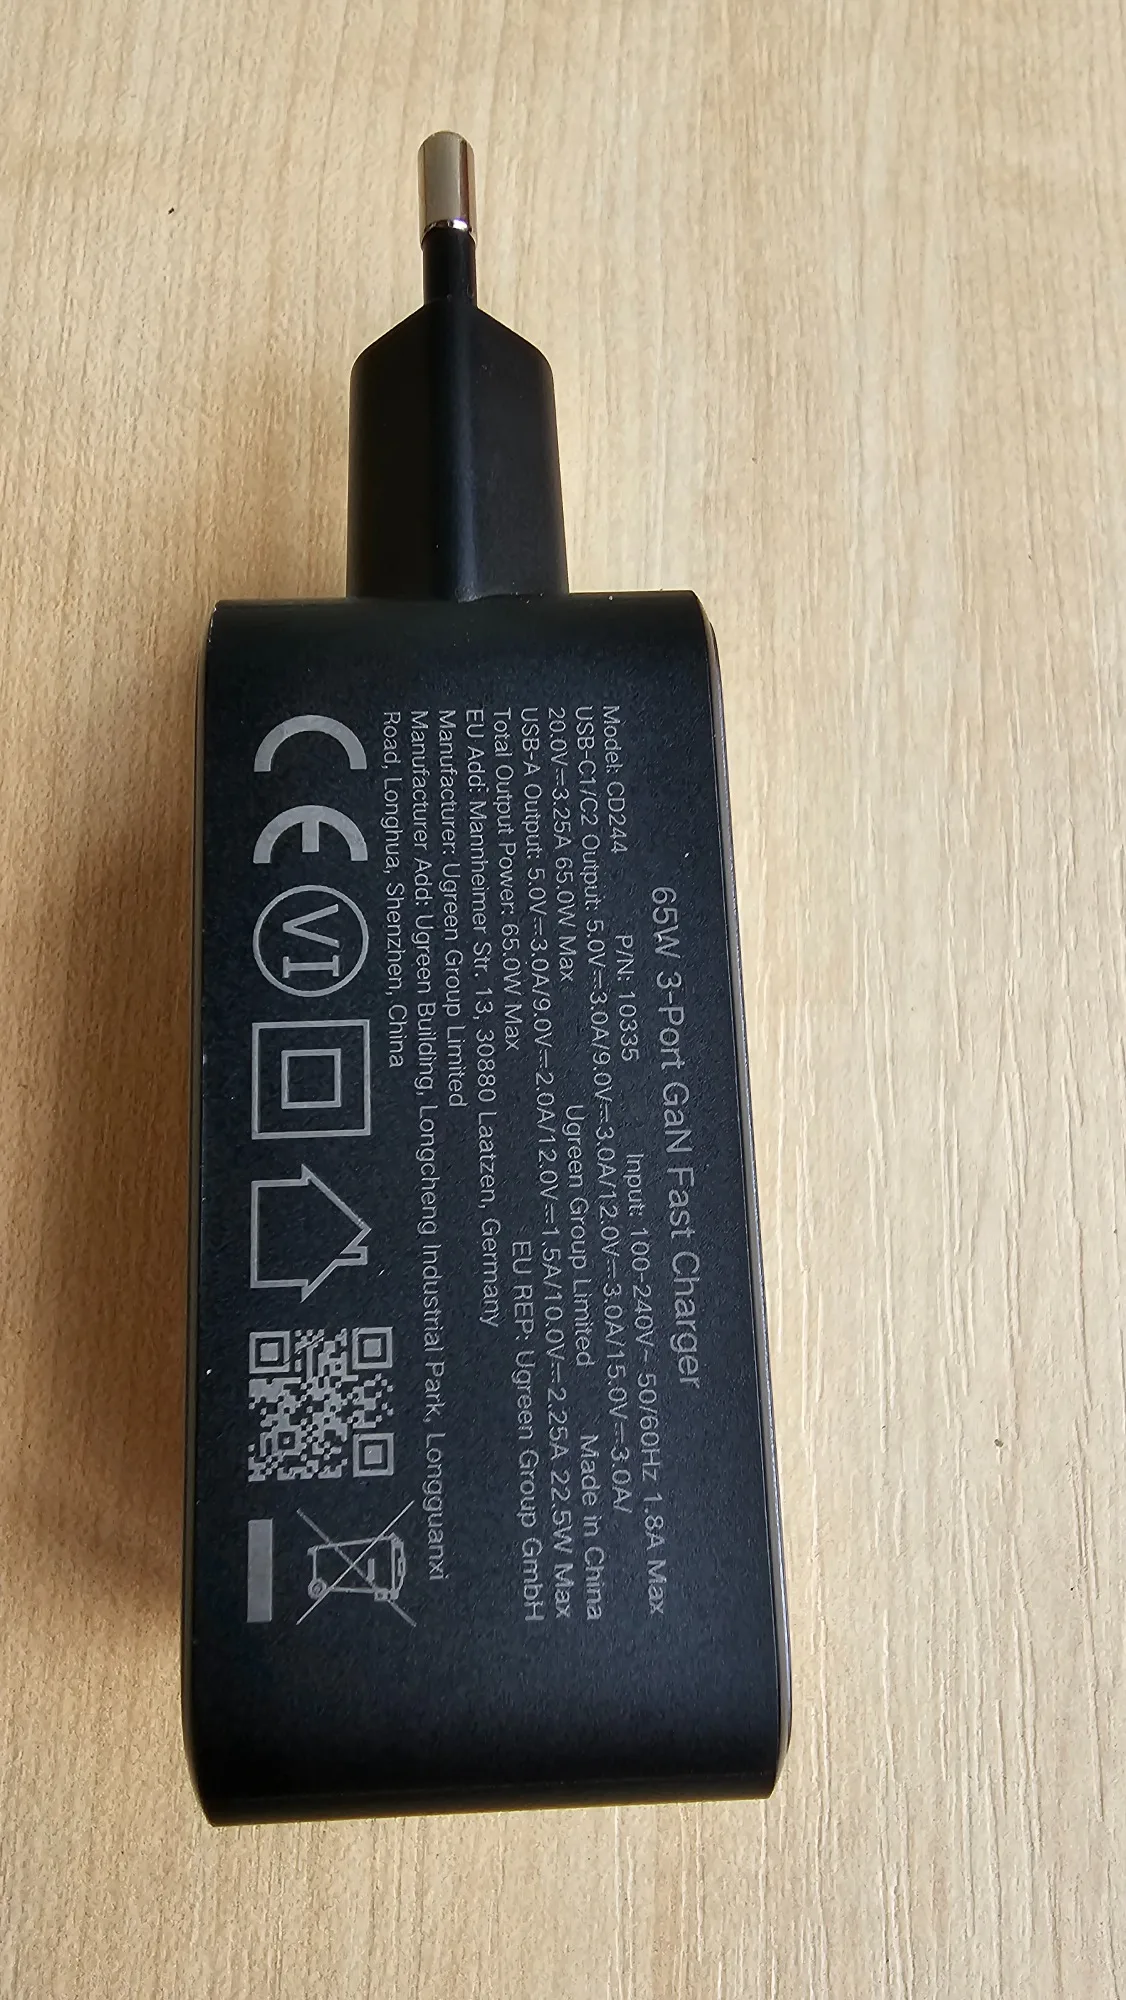 65W 3-Port GaN Fast Charger
Model: CD244 P/N: 10335 Input: 100-240V~ 50/60Hz 1.8A Max
USB-C1/C2 Output: 5.0V⎓3.0A/9.0V⎓3.0A/12.0V⎓3.0A/15.0V⎓3.0A/
20.0V⎓3.25A 65.0W Max Ugreen Group Limited Made in China
USB-A Output: 5.0V⎓3.0A/9.0V⎓2.0A/12.0V⎓1.5A/10.0V⎓2.25A 22.5W Max
Total Output Power: 65.0W Max EU REP: Ugreen Group GmbH
EU Add: Mannheimer Str. 13, 30880 Laatzen, Germany
Manufacturer: Ugreen Group Limited
Manufacturer Add: Ugreen Building, Longcheng Industrial Park, Longguanxi
Road, Longhua, Shenzhen, China
CE VI